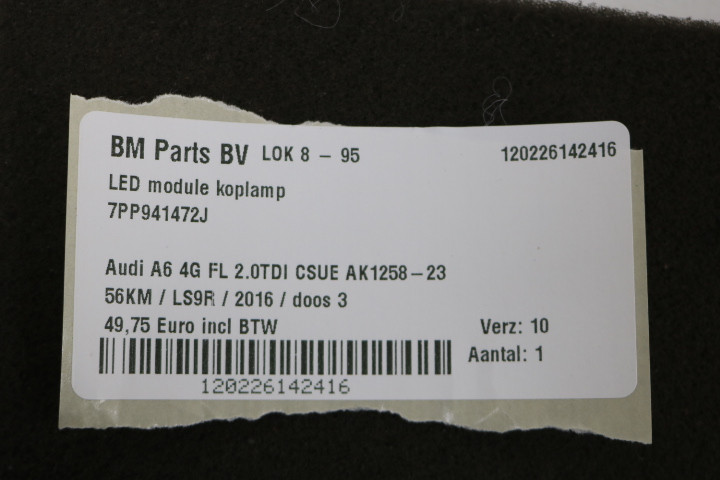 BM Parts BV LOK 8 - 95 120226142416
LED module koplamp
7PP941472J
Audi A6 4G FL 2.0TDI CSUE AK1258-23
56KM / LS9R / 2016 / doos 3
49,75 Euro incl BTW Verz: 10
Aantal: 1
120226142416